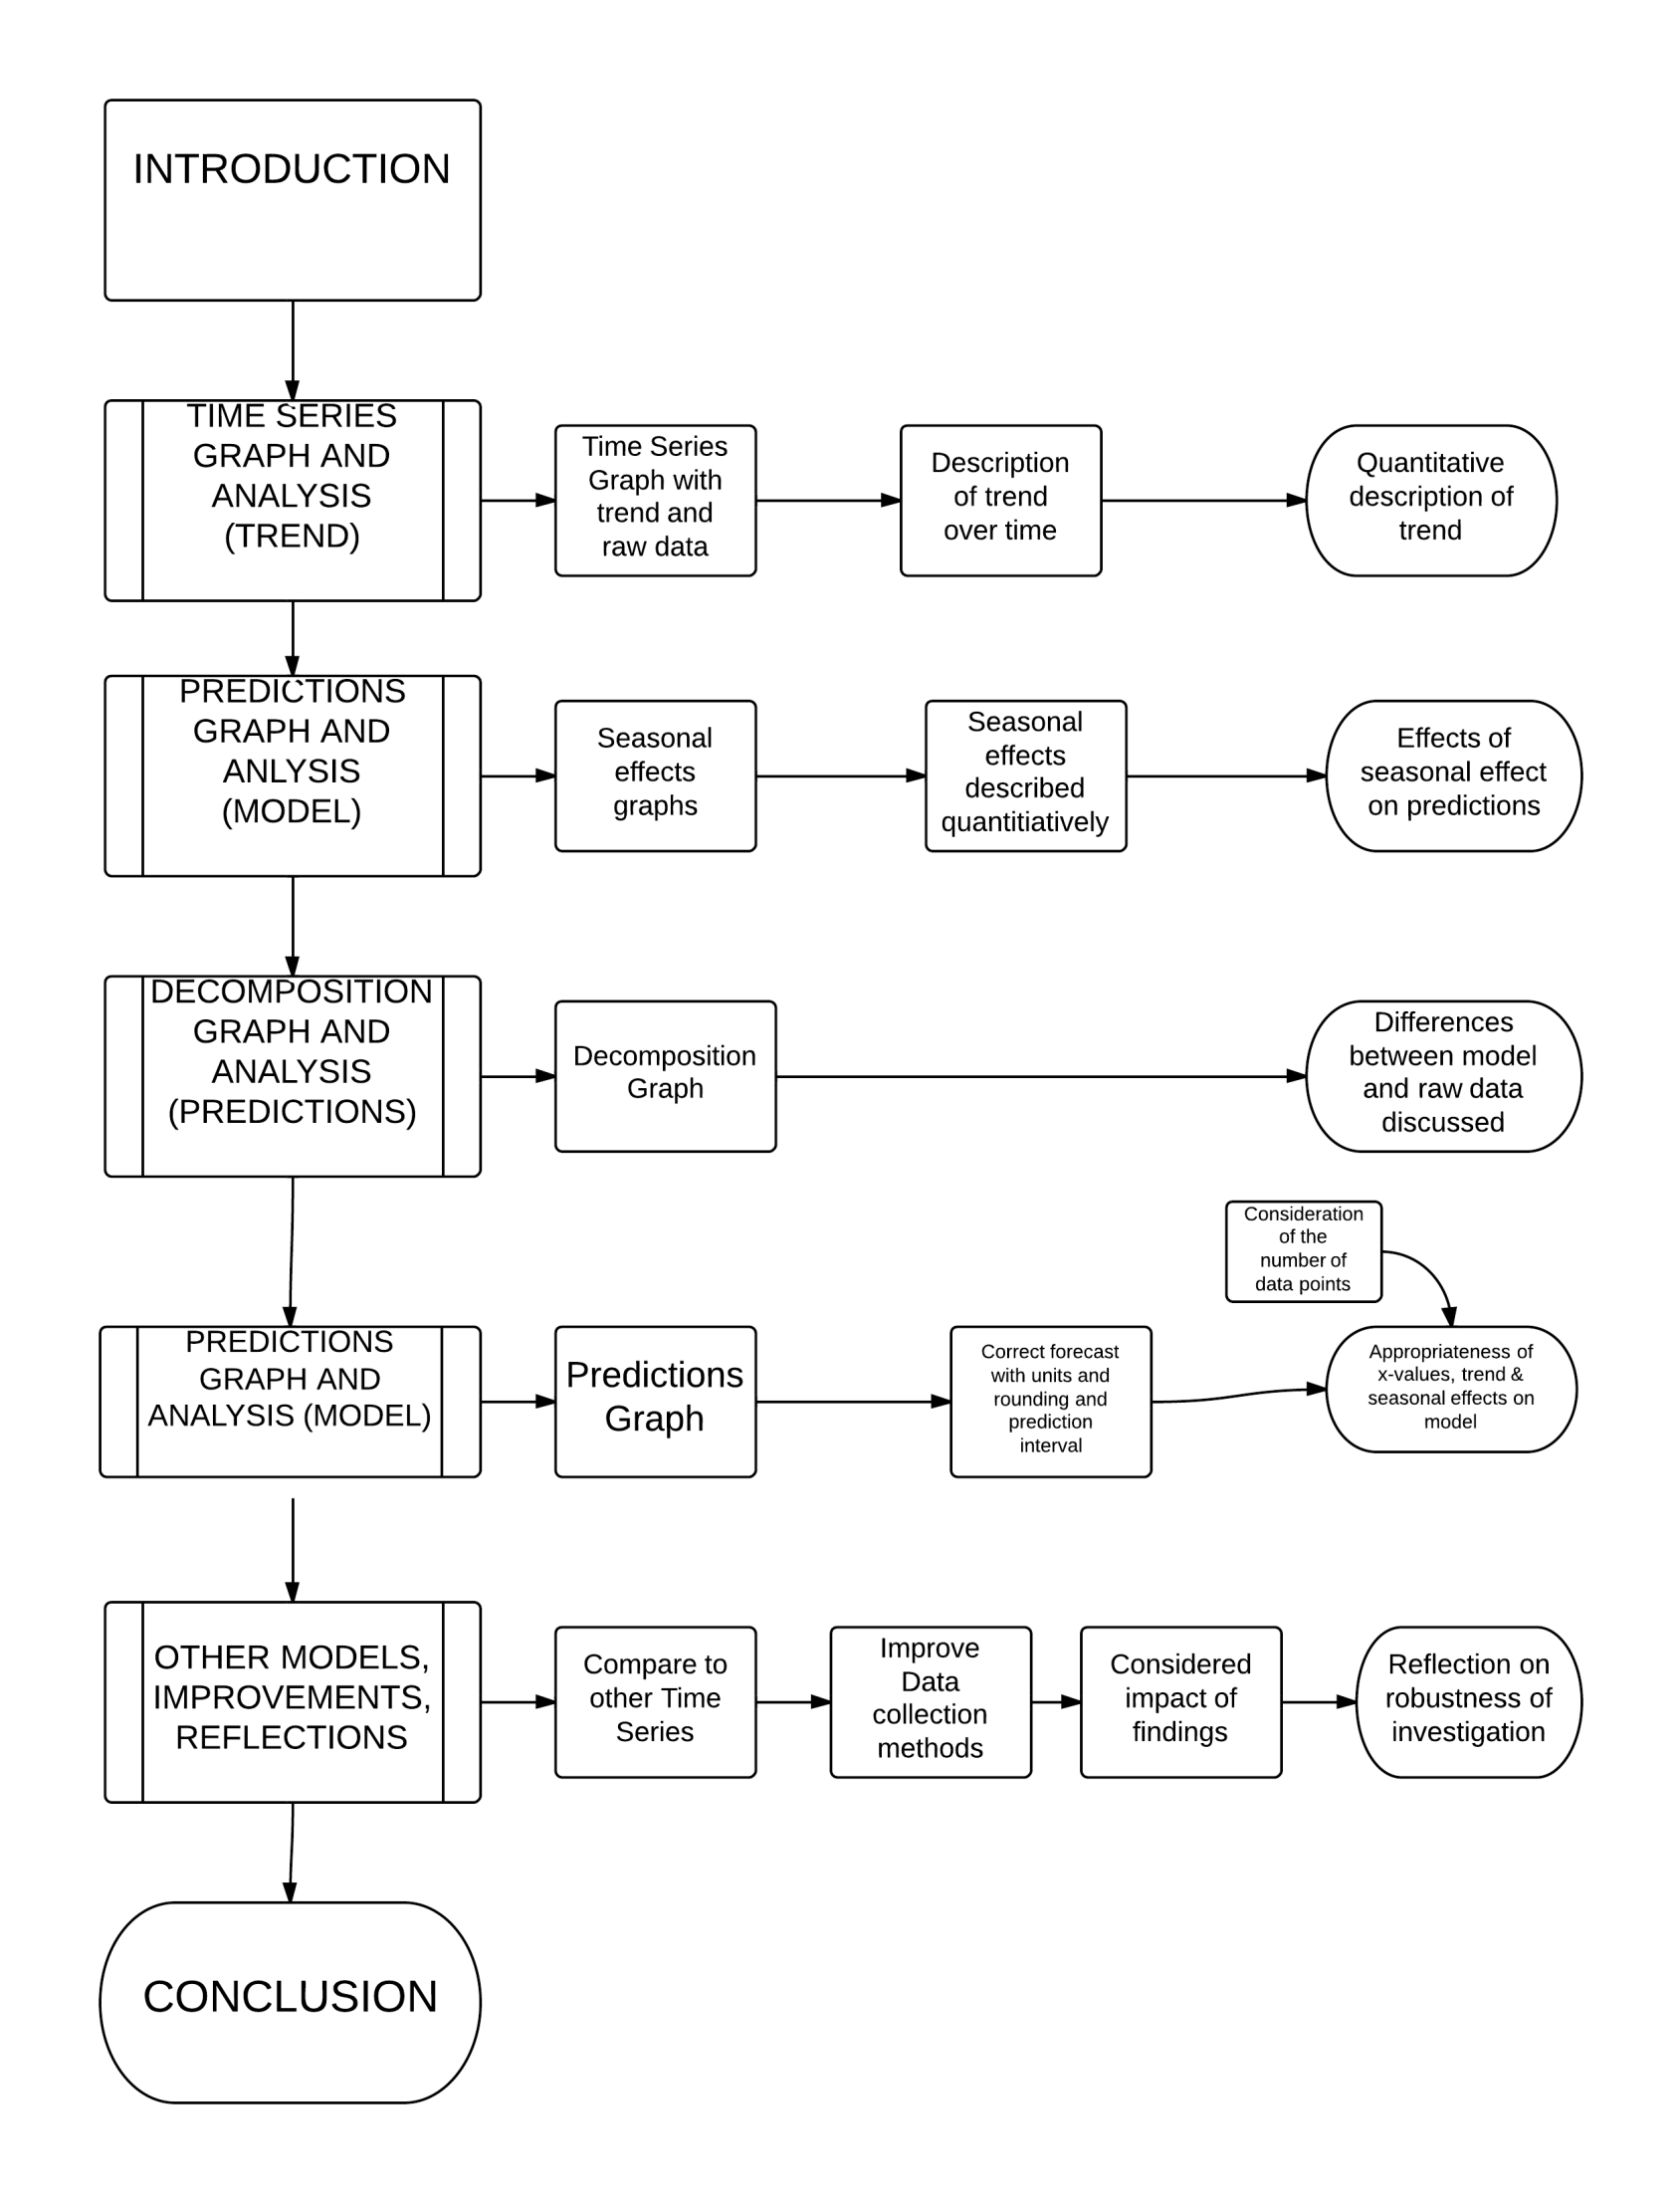 INTRODUCTION
TIME SERIES
GRAPH AND
ANALYSIS
(TREND)
Time Series
Graph with
trend and
raw data
Description
of trend
over time
Quantitative
description of
trend
PREDICTIONS
GRAPH AND
ANLYSIS
(MODEL)
Seasonal
effects
graphs
Seasonal
effects
described
quantitiatively
Effects of
seasonal effect
on predictions
DECOMPOSITION
GRAPH AND
ANALYSIS
(PREDICTIONS)
Decomposition
Graph
Differences
between model
and raw data
discussed
Consideration
of the
number of
data points
PREDICTIONS
GRAPH AND
ANALYSIS (MODEL)
Predictions
Graph
Correct forecast
with units and
rounding and
prediction
interval
Appropriateness of
x-values, trend &
seasonal effects on
model
OTHER MODELS,
IMPROVEMENTS,
REFLECTIONS
Compare to
other Time
Series
Improve
Data
collection
methods
Considered
impact of
findings
Reflection on
robustness of
investigation
CONCLUSION